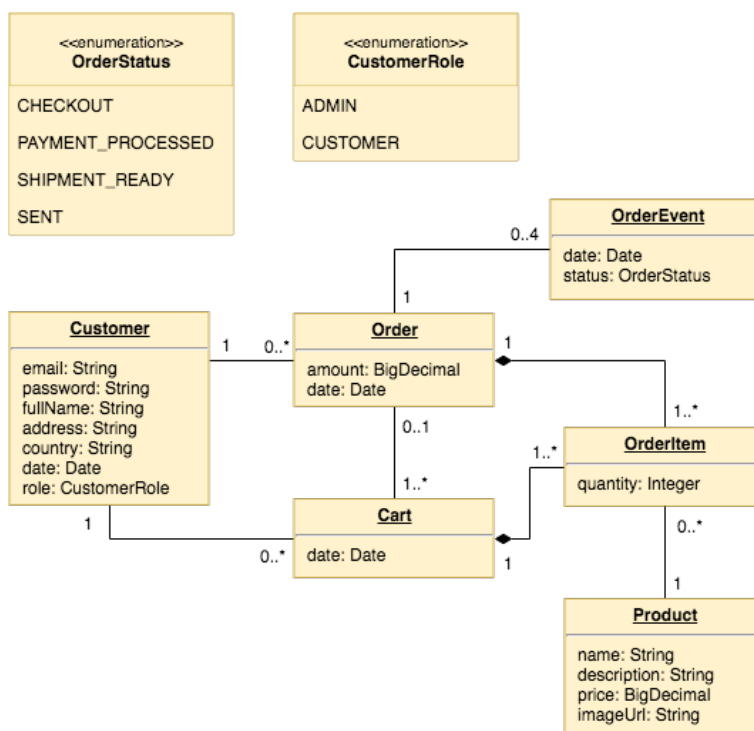 <<enumeration>>
OrderStatus
CHECKOUT
PAYMENT_PROCESSED
SHIPMENT_READY
SENT
<<enumeration>>
CustomerRole
ADMIN
CUSTOMER
OrderEvent
date: Date
status: OrderStatus
0..4
1
Customer
email: String
password: String
fullName: String
address: String
country: String
date: Date
role: CustomerRole
1
0..*
Order
amount: BigDecimal
date: Date
1
1..*
0..1
1..*
OrderItem
quantity: Integer
1..*
1
0..*
Cart
date: Date
1
0..*
1
Product
name: String
description: String
price: BigDecimal
imageUrl: String